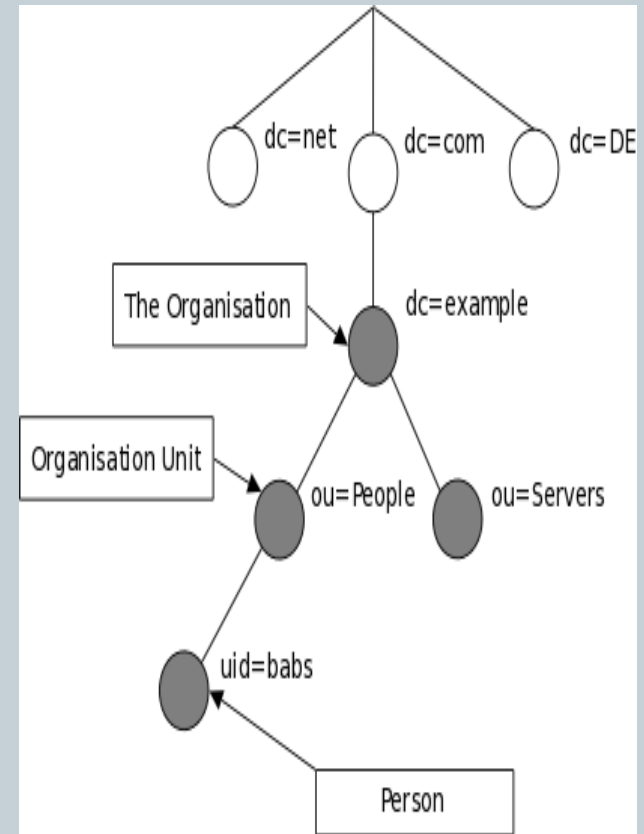 dc=net
dc=com
dc=DE
The Organisation
dc=example
Organisation Unit
ou=People
ou=Servers
uid=babs
Person